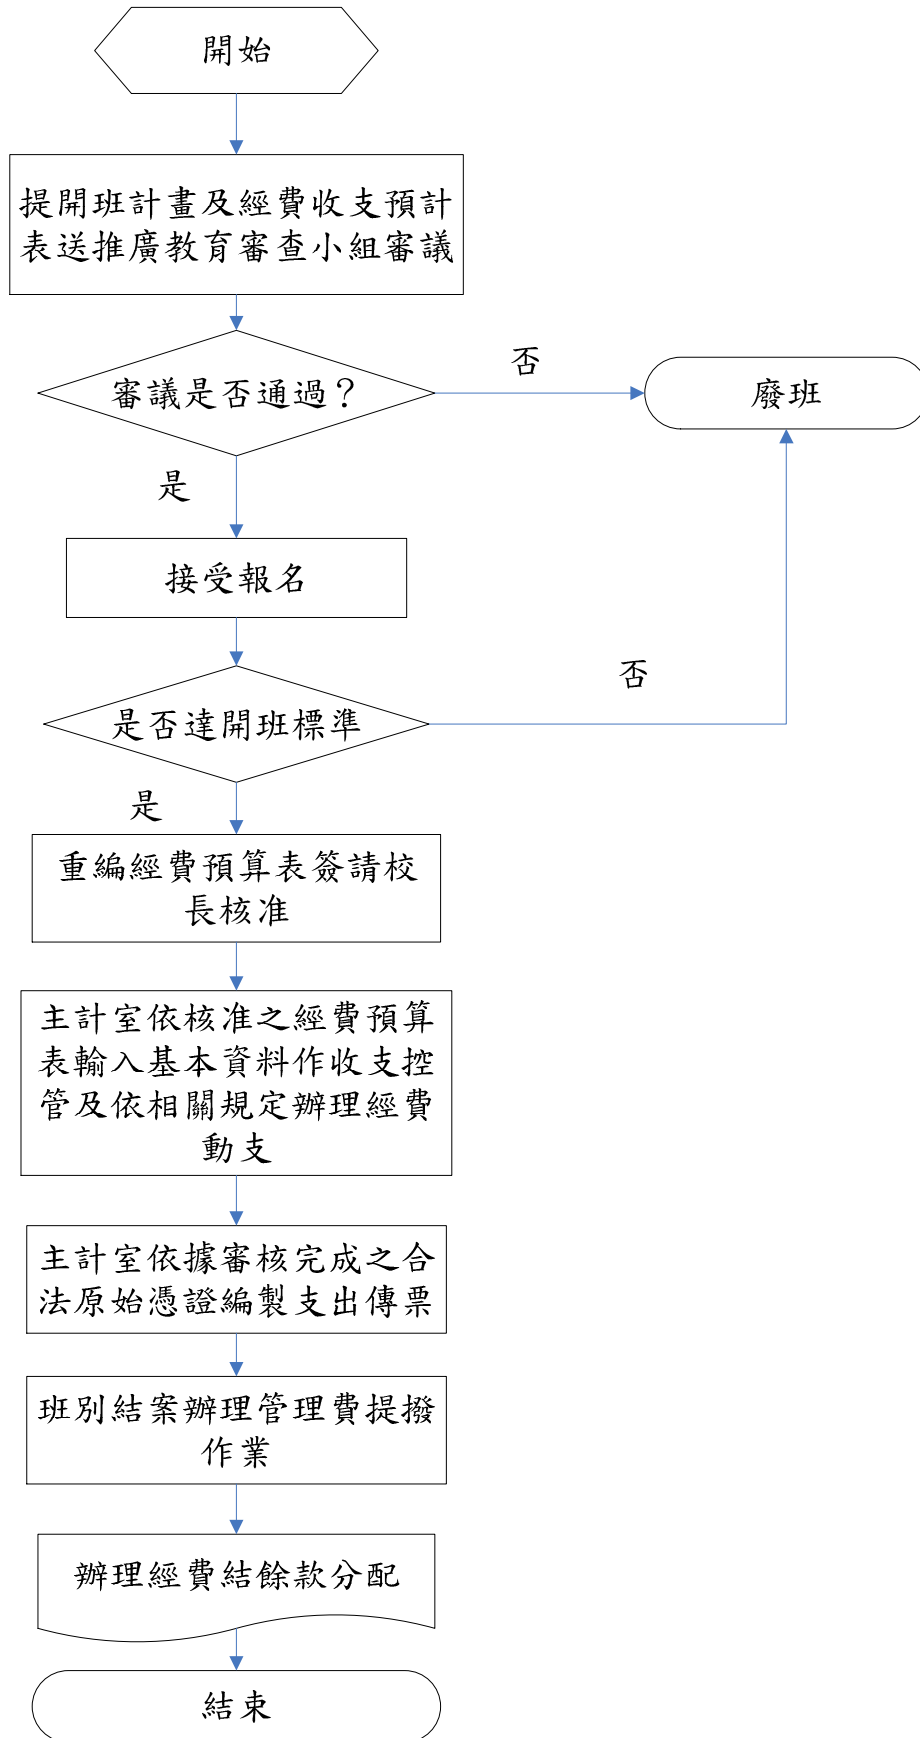 開始
提開班計畫及經費收支預計
表送推廣教育審查小組審議
審議是否通過？
否
廢班
是
接受報名
否
是否達開班標準
是
重編經費預算表簽請校
長核准
主計室依核准之經費預算
表輸入基本資料作收支控
管及依相關規定辦理經費
動支
主計室依據審核完成之合
法原始憑證編製支出傳票
班別結案辦理管理費提撥
作業
辦理經費結餘款分配
結束